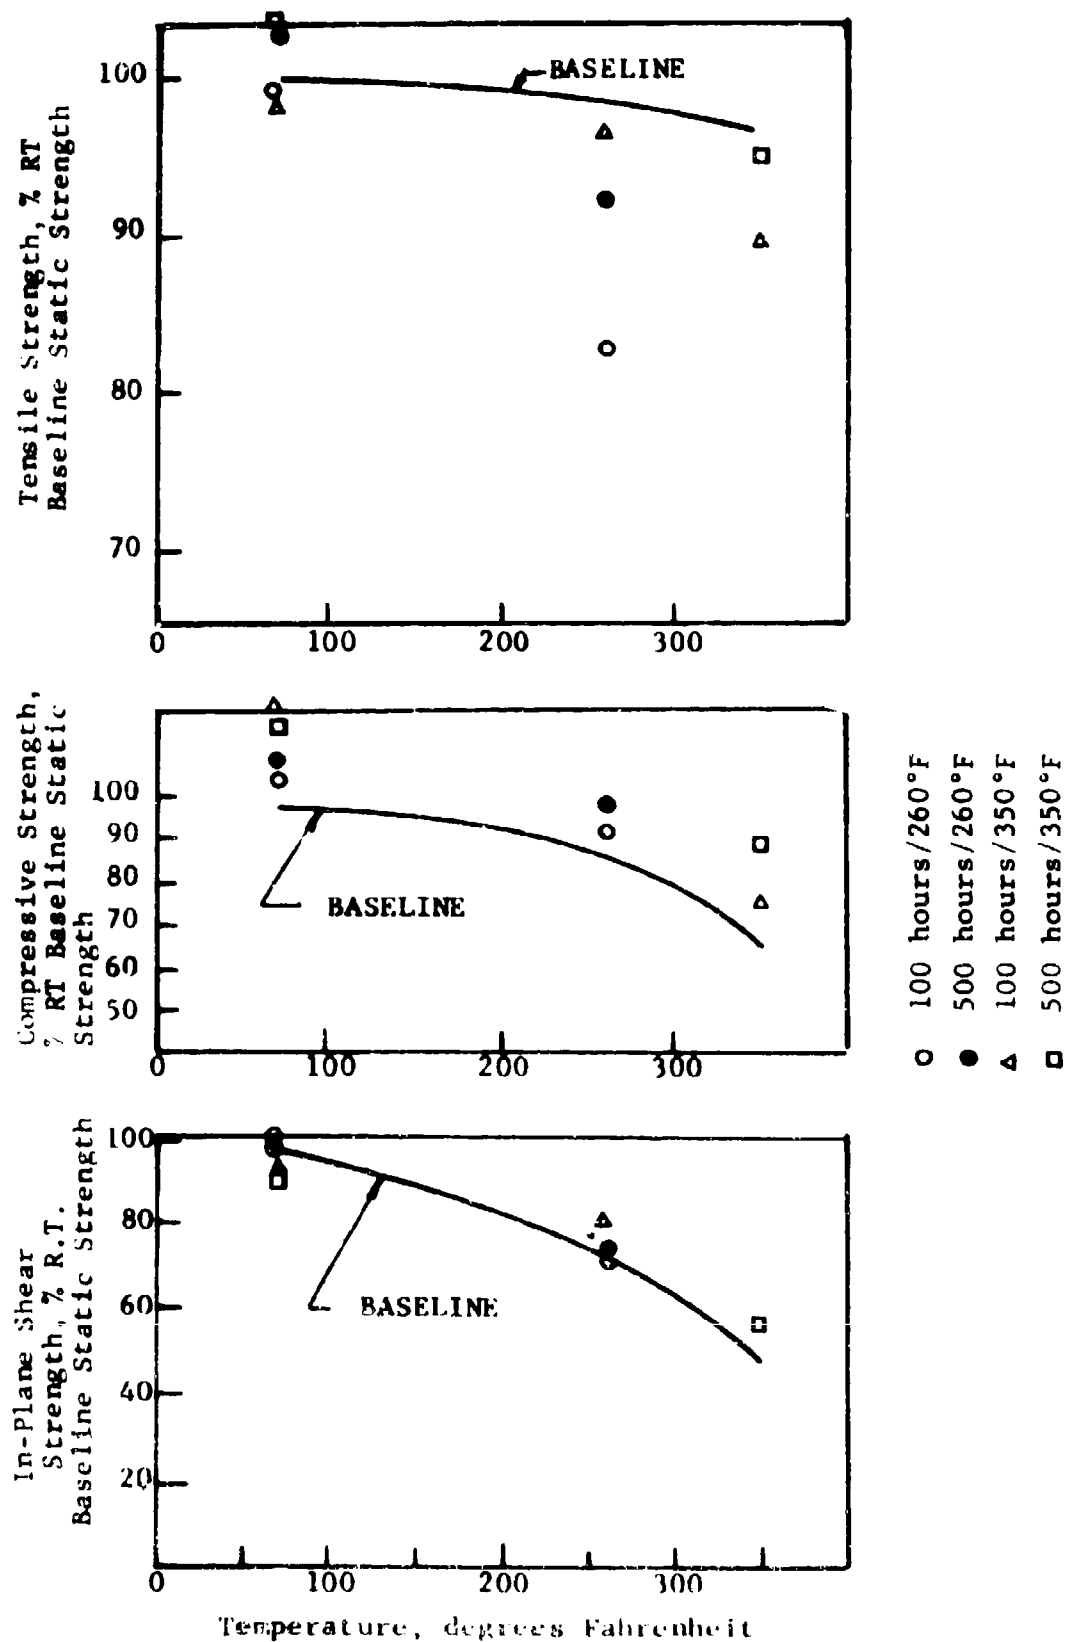 Tensile Strength, % RT
Baseline Static Strength
100
90
80
70
BASELINE
0
100
200
300
Compressive Strength,
% RT Baseline Static
Strength
100
90
80
70
60
50
BASELINE
0
100
200
300
In-Plane Shear
Strength, % R.T.
Baseline Static Strength
100
80
60
40
20
BASELINE
0
100
200
300
Temperature, degrees Fahrenheit
100 hours/260°F
500 hours/260°F
100 hours/350°F
500 hours/350°F